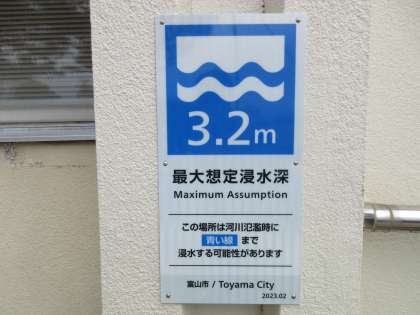 3.2m
最大想定浸水深
Maximum Assumption
この場所は河川氾濫時に
青い線 まで
浸水する可能性があります
富山市 / Toyama City
2023.02